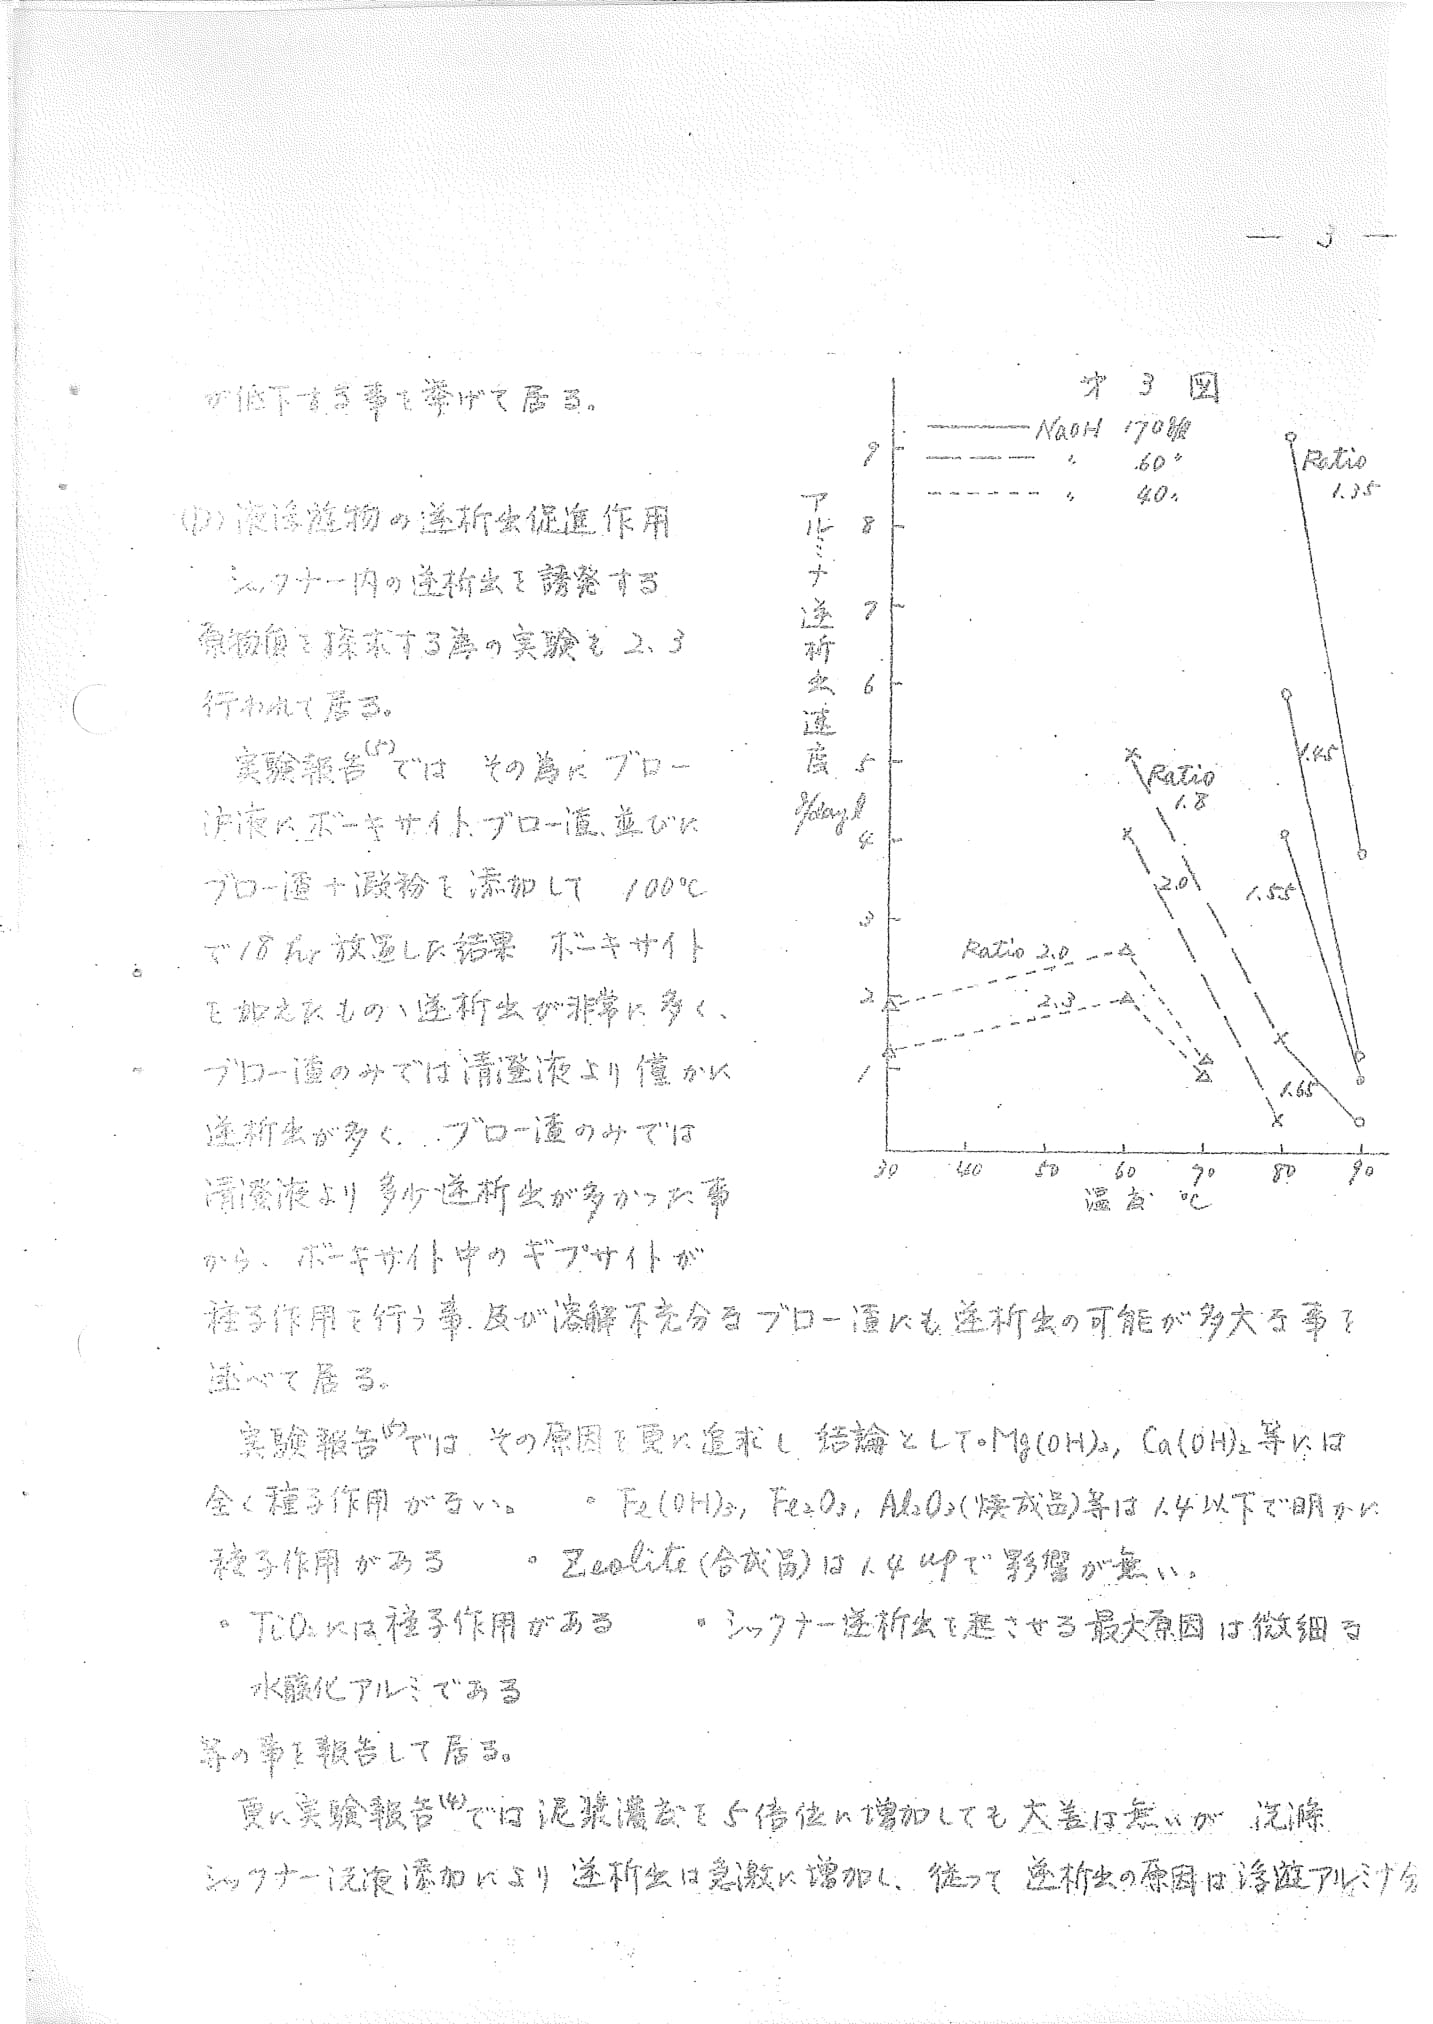 — 3 —
が低下する事を挙げて居る。
(ロ) 液浮遊物の逆析出促進作用
シックナー内の逆析出を誘発する
原物質を探求する為の実験も 2、3
行われて居る。
実験報告(5)では その為に ブロー
沪液に ボーキサイト、ブロー渣、並びに
ブロー渣+澱粉を添加して 100℃
で 18 hr 放置した結果 ボーキサイト
を加えたものゝ逆析出が非常に多く、
ブロー渣のみでは清澄液より僅かに
逆析出が多く、ブロー渣のみでは
清澄液より多少逆析出が多かった事
から、ボーキサイト中のギブサイトが
種子作用を行う事、及が溶解不充分なブロー渣にも逆析出の可能が多大な事を
述べて居る。
実験報告では その原因を更に追求し 結論として。Mg(OH)₂, Ca(OH)₂ 等には
全く種子作用がない。 。Fe(OH)₃, Fe₂O₃, Al₂O₃(焼成品)等は 1.4 以下で明かに
種子作用がある 。Zeolite(合成品)は 1.4 upで影響が無い。
。TiO₂には種子作用がある 。シックナー逆析出を起させる最大原因は微細な
水酸化アルミである
等の事を報告して居る。
更に実験報告(4)では泥漿濃度を 5倍位に増加しても大差は無いが 洗滌
シックナー洗液添加により逆析出は急激に増加し、従って逆析出の原因は浮遊アルミナ分
才 3 図
NaOH 170
〃 60〃
〃 40〃
アルミナ逆析出速度
g/day l
9
8
7
6
5
4
3
2
1
Ratio
1.35
1.45
1.55
1.65
Ratio
1.8
2.0
Ratio 2.0
2.3
30 40 50 60 70 80 90
温度 ℃